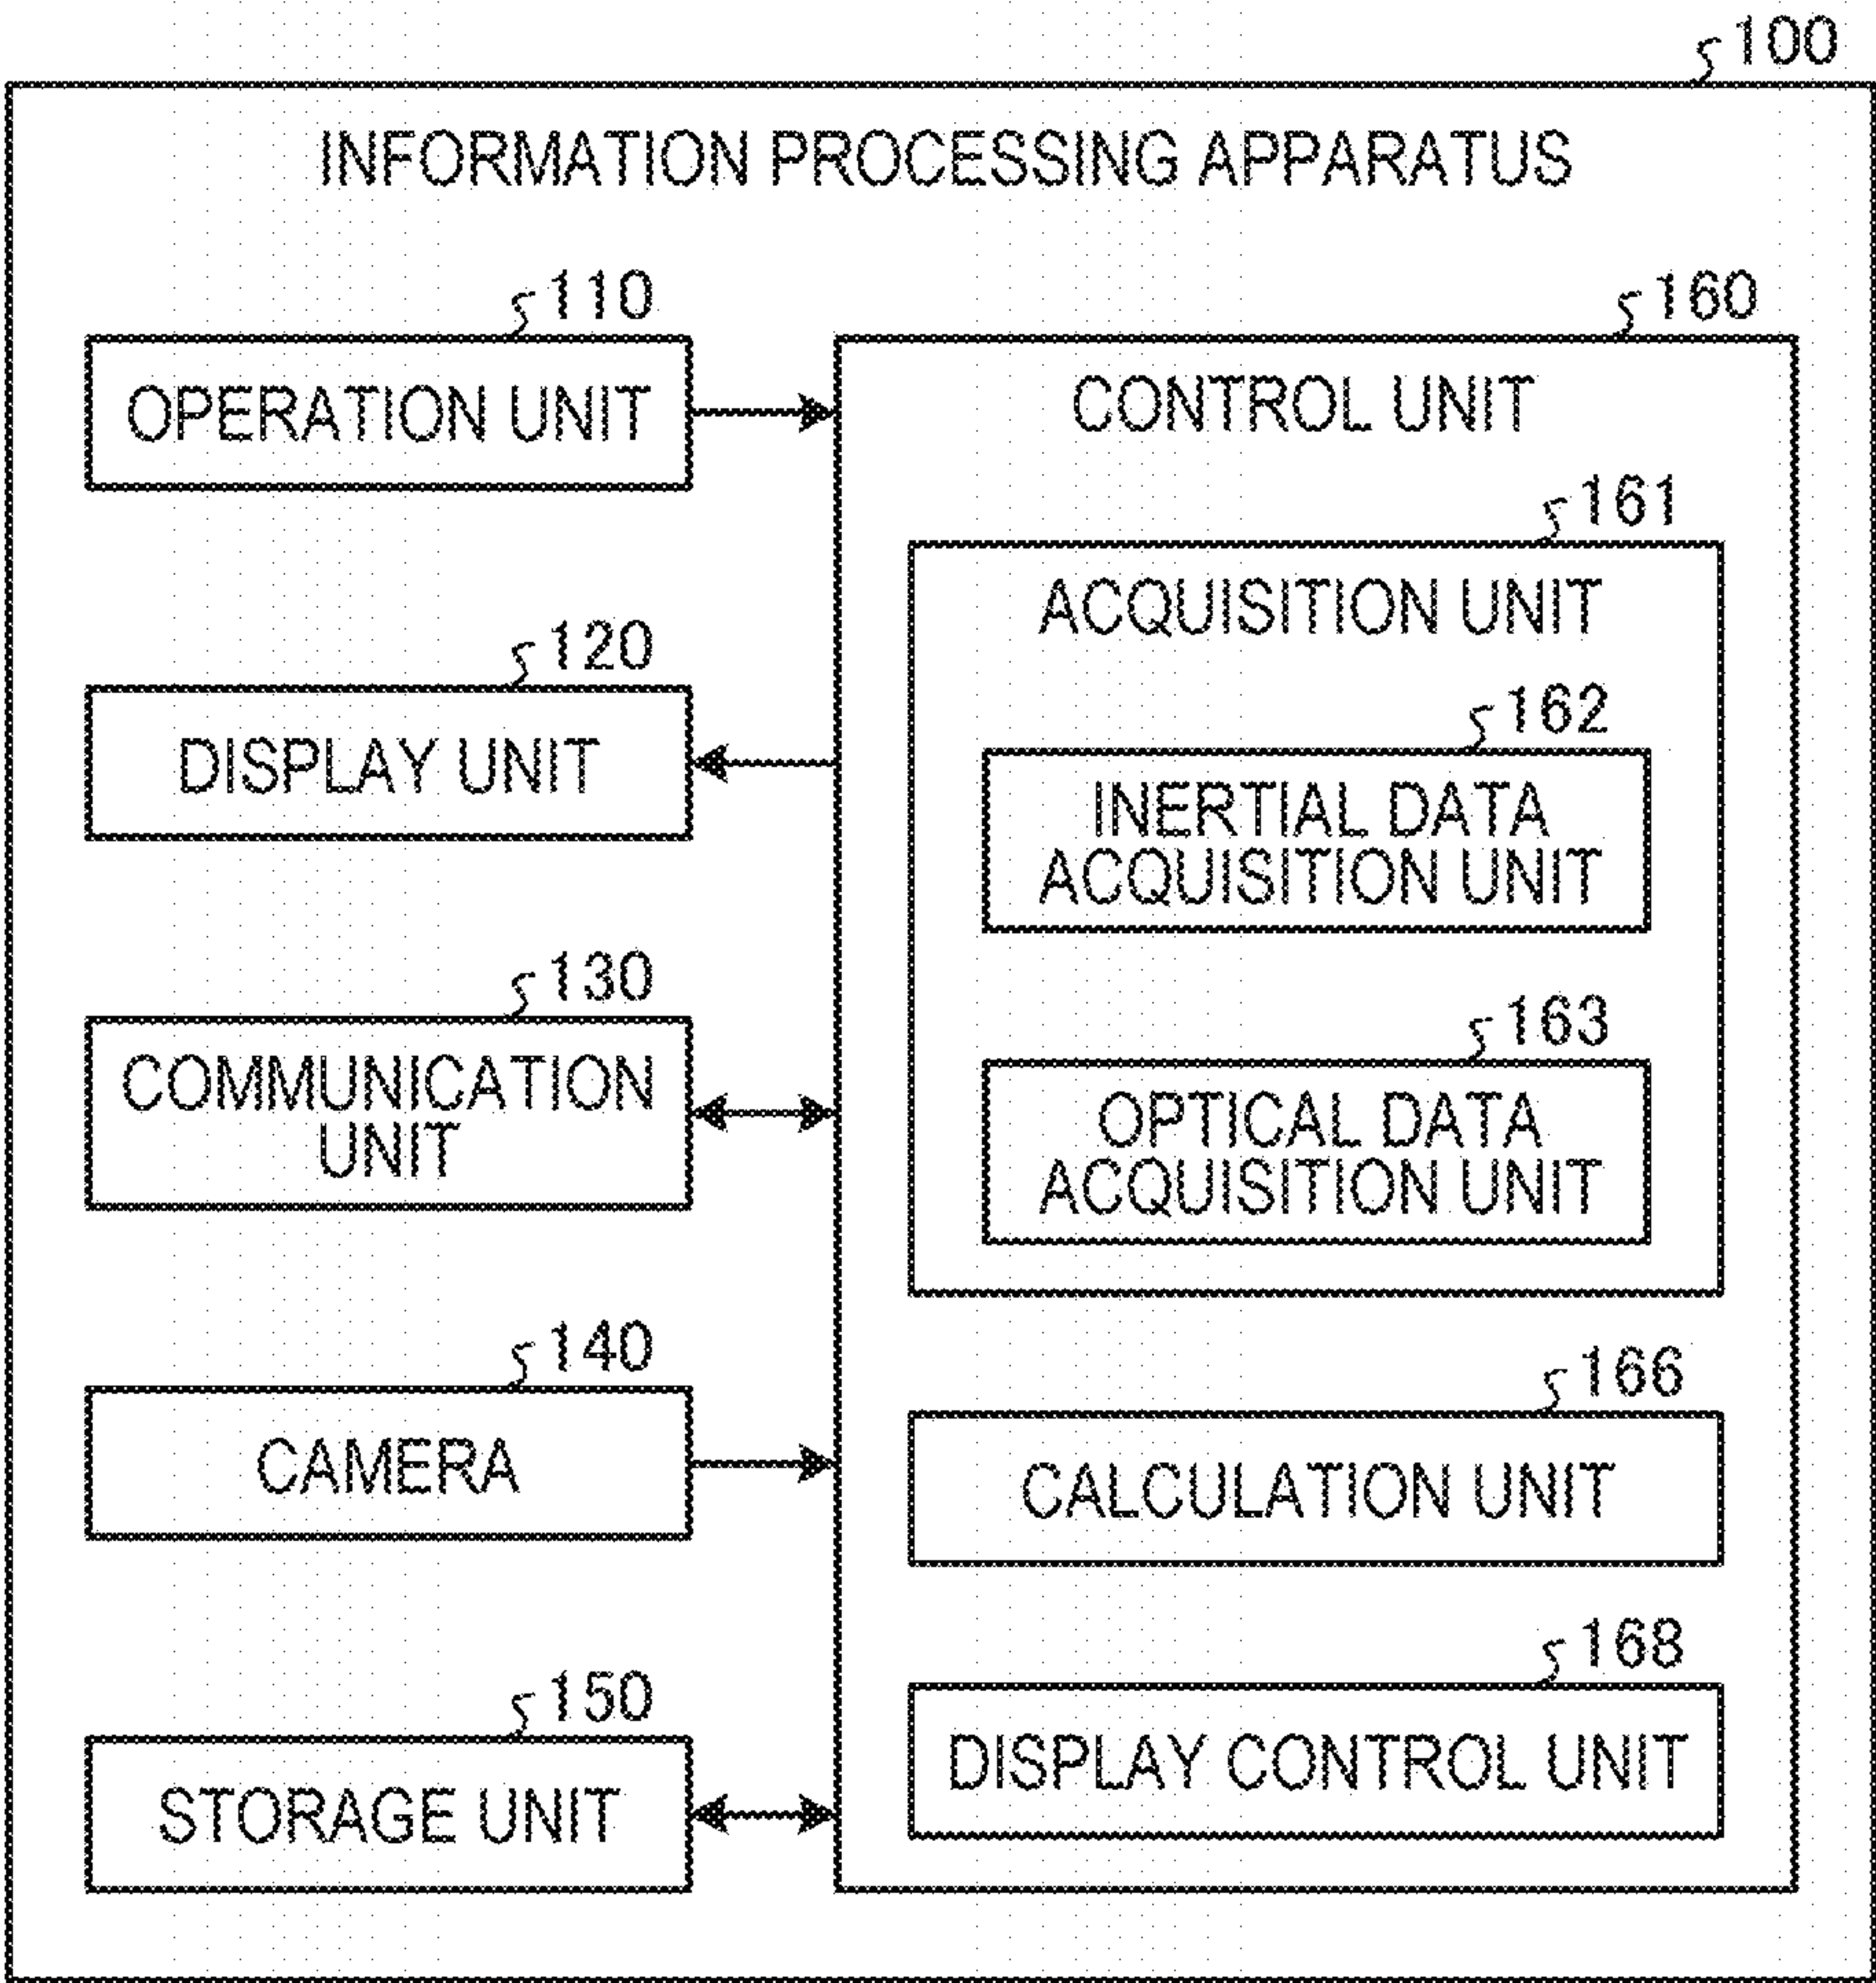 100
INFORMATION PROCESSING APPARATUS
110
OPERATION UNIT
120
DISPLAY UNIT
130
COMMUNICATION
UNIT
140
CAMERA
150
STORAGE UNIT
160
CONTROL UNIT
161
ACQUISITION UNIT
162
INERTIAL DATA
ACQUISITION UNIT
163
OPTICAL DATA
ACQUISITION UNIT
166
CALCULATION UNIT
168
DISPLAY CONTROL UNIT